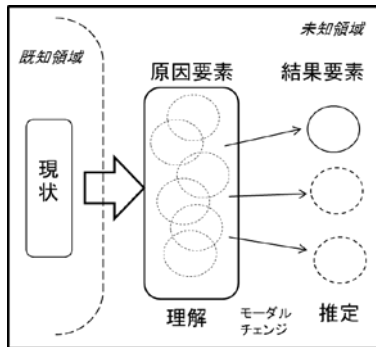 未知領域
既知領域
原因要素
結果要素
現状
理解
モーダル
チェンジ
推定